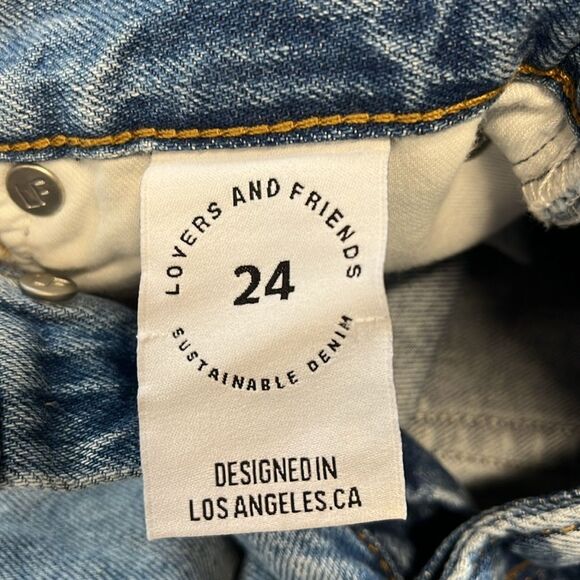 LOVERS AND FRIENDS
24
SUSTAINABLE DENIM
DESIGNED IN
LOS ANGELES.CA